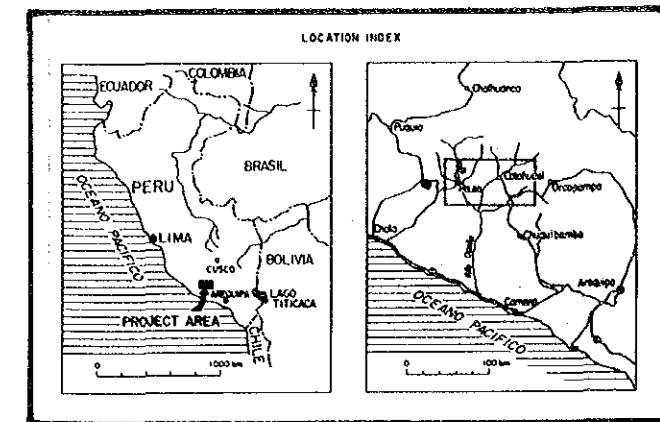 LOCATION INDEX
COLOMBIA
ECUADOR
BRASIL
PERU
OCEANO PACIFICO
LIMA
CUSCO
BOLIVIA
AREQUIPA
LAGO
TITICACA
PROJECT AREA
CHILE
0 1000 km
Chalhuanca
Puquio
Orcopampa
Chala
Chuquibamba
Arequipa
Camana
OCEANO PACIFICO
0 100 km